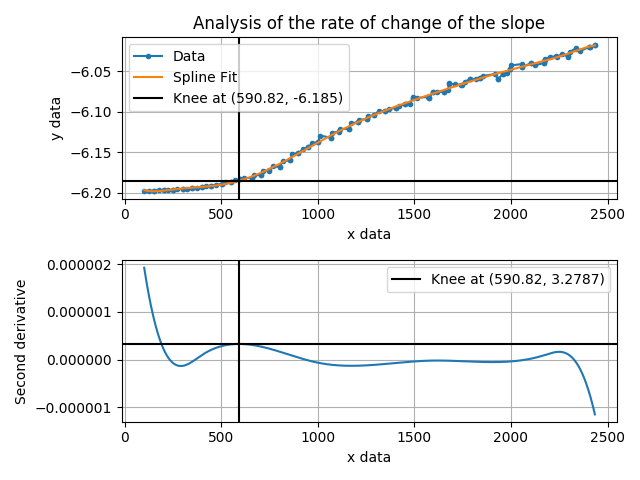 Analysis of the rate of change of the slope
Data
Spline Fit
Knee at (590.82, -6.185)
y data
−6.05
−6.10
−6.15
−6.20
0 500 1000 1500 2000 2500
x data
Knee at (590.82, 3.2787)
Second derivative
0.000002
0.000001
0.000000
−0.000001
0 500 1000 1500 2000 2500
x data